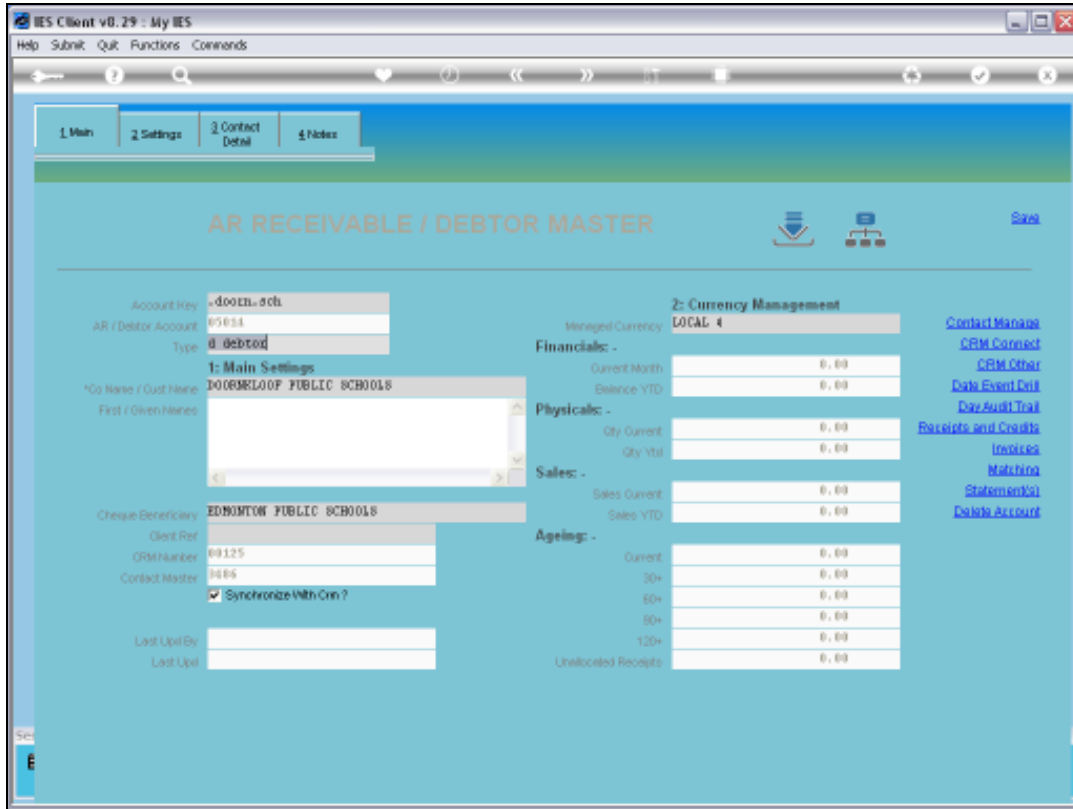 IES Client v8.29 : My IES
Help Submit Quit Functions Commands
1 Main
2 Settings
3 Contact Detail
4 Notes
AR RECEIVABLE / DEBTOR MASTER
Save
Account Key .doorn.sch
AR / Debtor Account 05014
Type d debtor
1: Main Settings
*Co Name / Cust Name DOORNKLOOF PUBLIC SCHOOLS
First / Given Names
Cheque Beneficiary EDMONTON PUBLIC SCHOOLS
Client Ref
CRM Number 00125
Contact Master 3486
Synchronize With Crm ?
Last Upd By
Last Upd
2: Currency Management
Managed Currency LOCAL 4
Financials: -
Current Month 0.00
Balance YTD 0.00
Physicals: -
Qty Current 0.00
Qty Ytd 0.00
Sales: -
Sales Current 0.00
Sales YTD 0.00
Ageing: -
Current 0.00
30+ 0.00
60+ 0.00
90+ 0.00
120+ 0.00
Unallocated Receipts 0.00
Contact Manage
CRM Connect
CRM Other
Date Event Drill
Day Audit Trail
Receipts and Credits
Invoices
Matching
Statement(s)
Delete Account